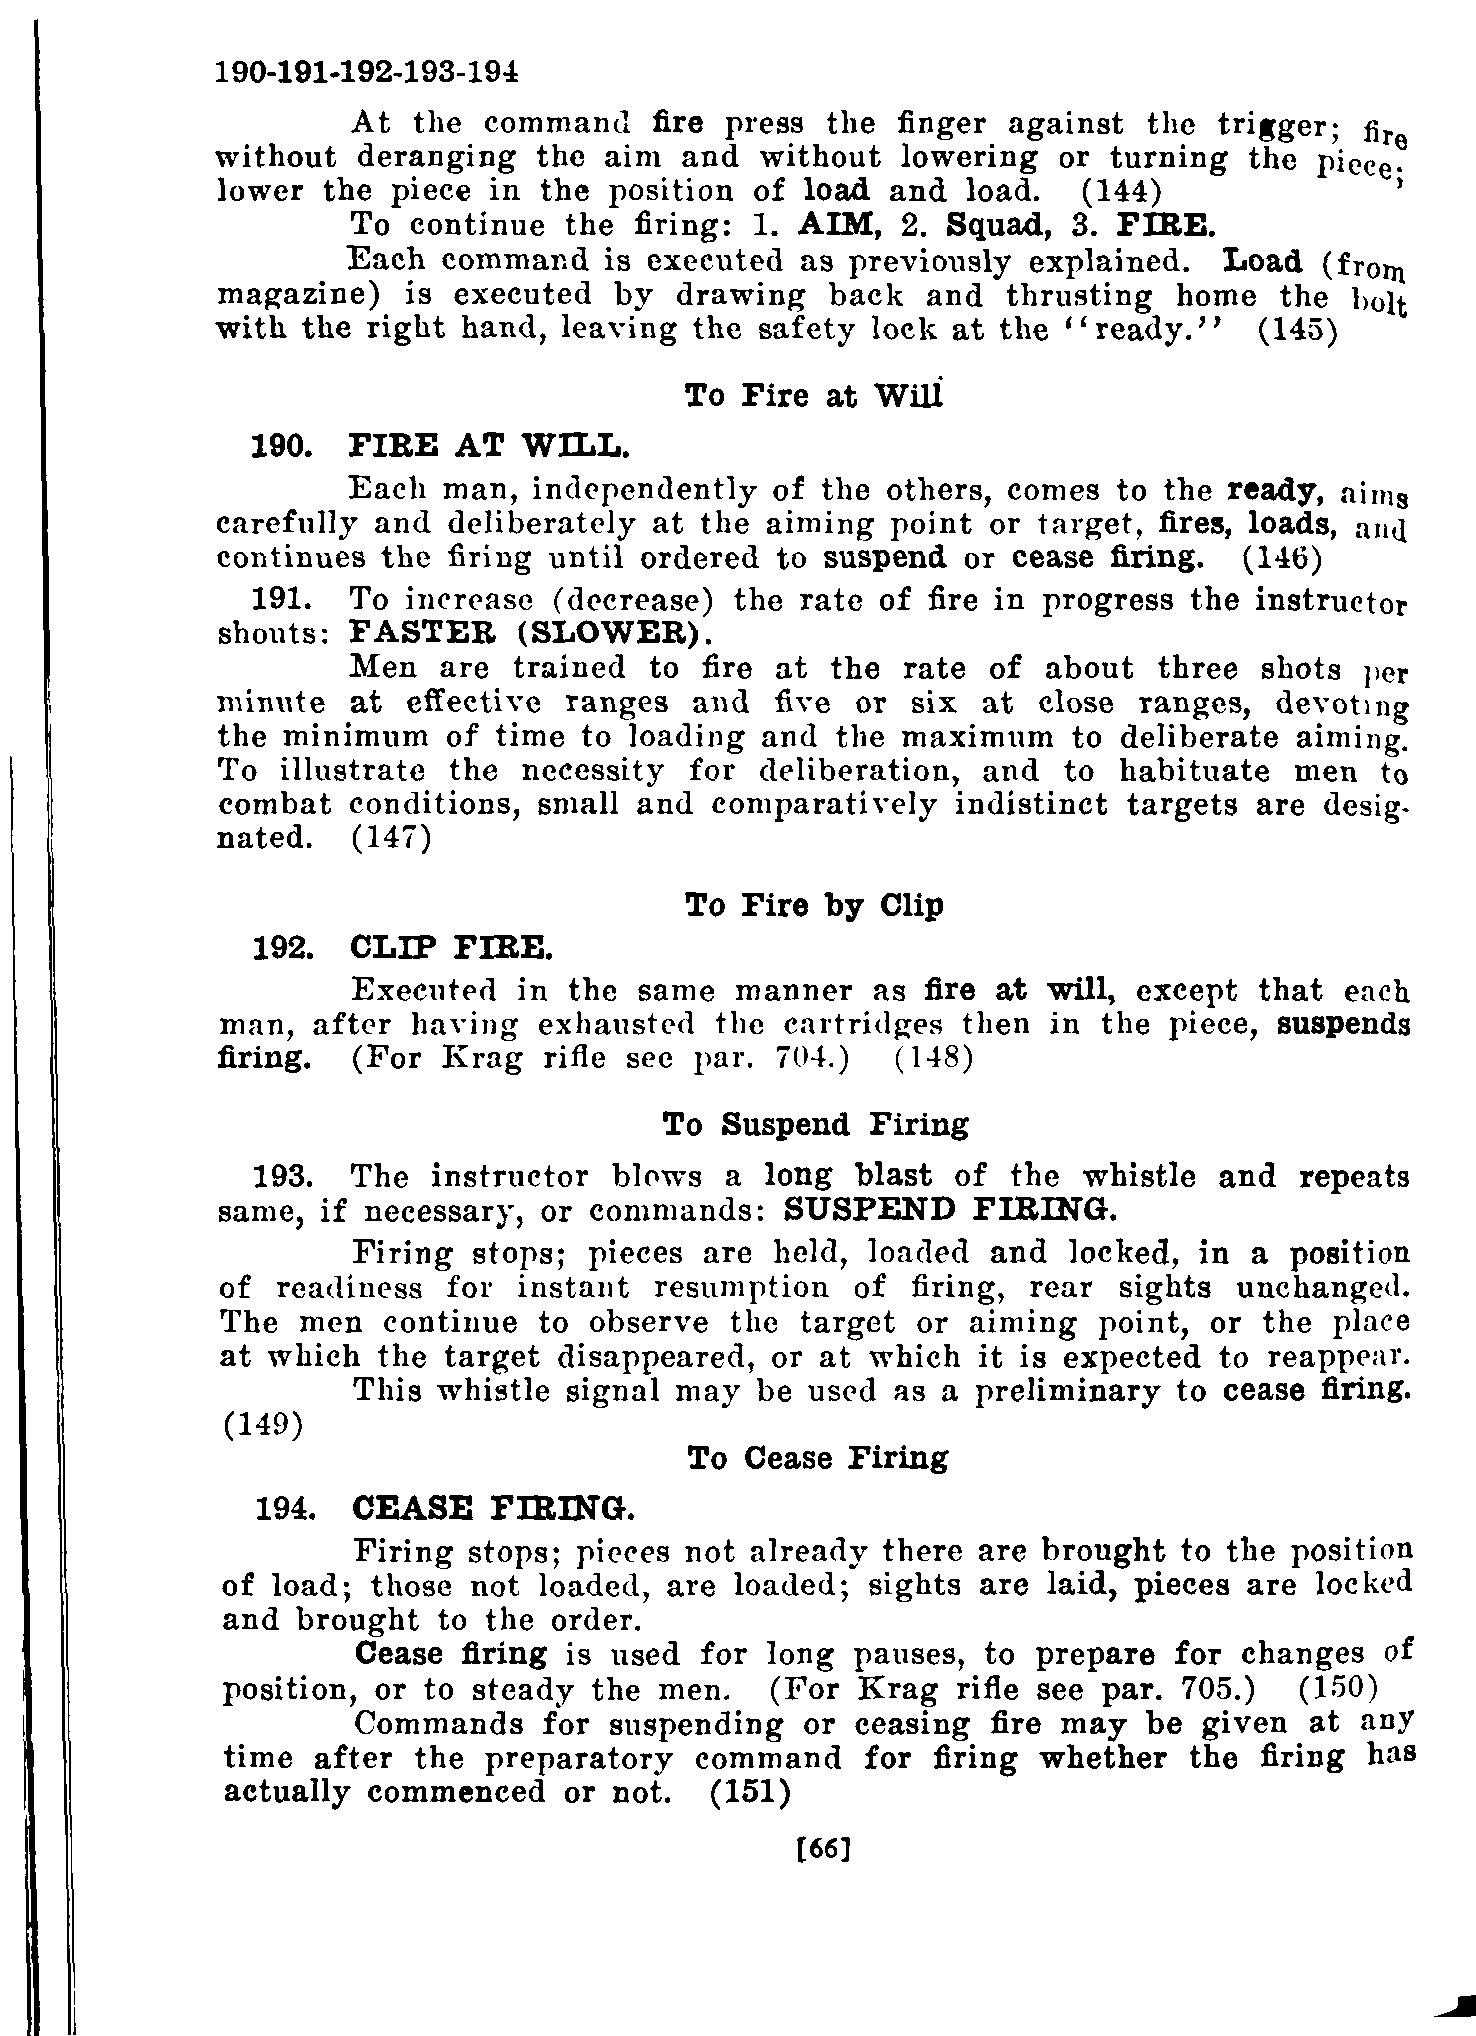 190-191-192-193-194
At the command fire press the finger against the trigger; fire
without deranging the aim and without lowering or turning the piece;
lower the piece in the position of load and load. (144)
To continue the firing: 1. AIM, 2. Squad, 3. FIRE.
Each command is executed as previously explained. Load (from
magazine) is executed by drawing back and thrusting home the bolt
with the right hand, leaving the safety lock at the ‘‘ready.’’ (145)
To Fire at Will
190. FIRE AT WILL.
Each man, independently of the others, comes to the ready, aims
carefully and deliberately at the aiming point or target, fires, loads, and
continues the firing until ordered to suspend or cease firing. (146)
191. To increase (decrease) the rate of fire in progress the instructor
shouts: FASTER (SLOWER).
Men are trained to fire at the rate of about three shots per
minute at effective ranges and five or six at close ranges, devoting
the minimum of time to loading and the maximum to deliberate aiming.
To illustrate the necessity for deliberation, and to habituate men to
combat conditions, small and comparatively indistinct targets are desig-
nated. (147)
To Fire by Clip
192. CLIP FIRE.
Executed in the same manner as fire at will, except that each
man, after having exhausted the cartridges then in the piece, suspends
firing. (For Krag rifle see par. 704.) (148)
To Suspend Firing
193. The instructor blows a long blast of the whistle and repeats
same, if necessary, or commands: SUSPEND FIRING.
Firing stops; pieces are held, loaded and locked, in a position
of readiness for instant resumption of firing, rear sights unchanged.
The men continue to observe the target or aiming point, or the place
at which the target disappeared, or at which it is expected to reappear.
This whistle signal may be used as a preliminary to cease firing.
(149)
To Cease Firing
194. CEASE FIRING.
Firing stops; pieces not already there are brought to the position
of load; those not loaded, are loaded; sights are laid, pieces are locked
and brought to the order.
Cease firing is used for long pauses, to prepare for changes of
position, or to steady the men. (For Krag rifle see par. 705.) (150)
Commands for suspending or ceasing fire may be given at any
time after the preparatory command for firing whether the firing has
actually commenced or not. (151)
[66]